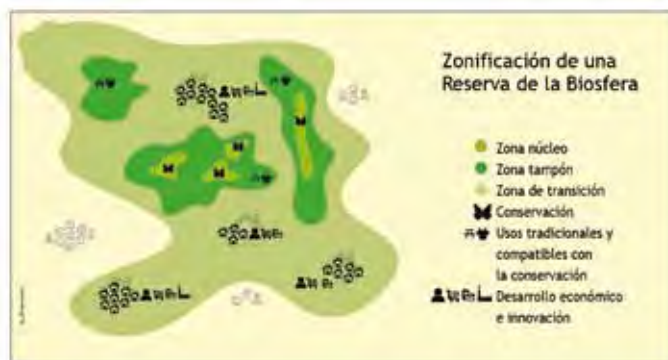 Zonificación de una
Reserva de la Biosfera
Zona núcleo
Zona tampón
Zona de transición
Conservación
Usos tradicionales y
compatibles con
la conservación
Desarrollo económico
e innovación